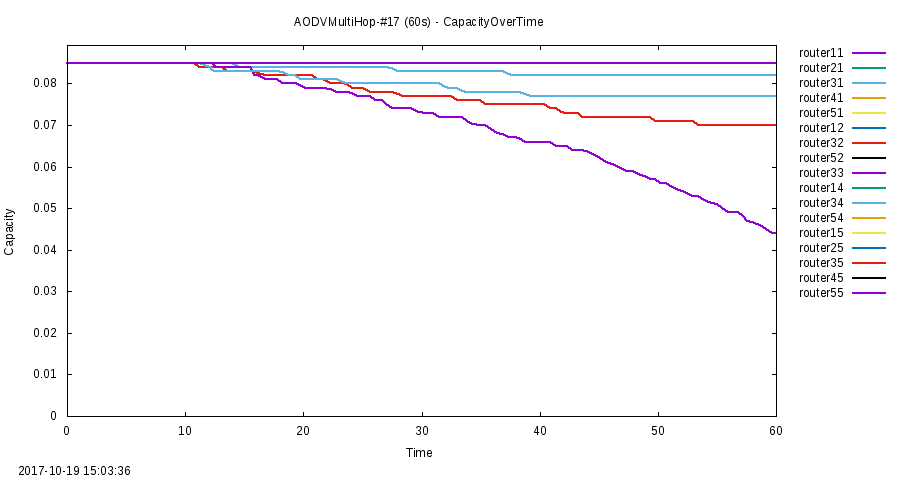 AODVMultiHop-#17 (60s) - CapacityOverTime
router11
router21
router31
router41
router51
router12
router32
router52
router33
router14
router34
router54
router15
router25
router35
router45
router55
0.08
0.07
0.06
0.05
0.04
0.03
0.02
0.01
0
Capacity
0 10 20 30 40 50 60
Time
2017-10-19 15:03:36